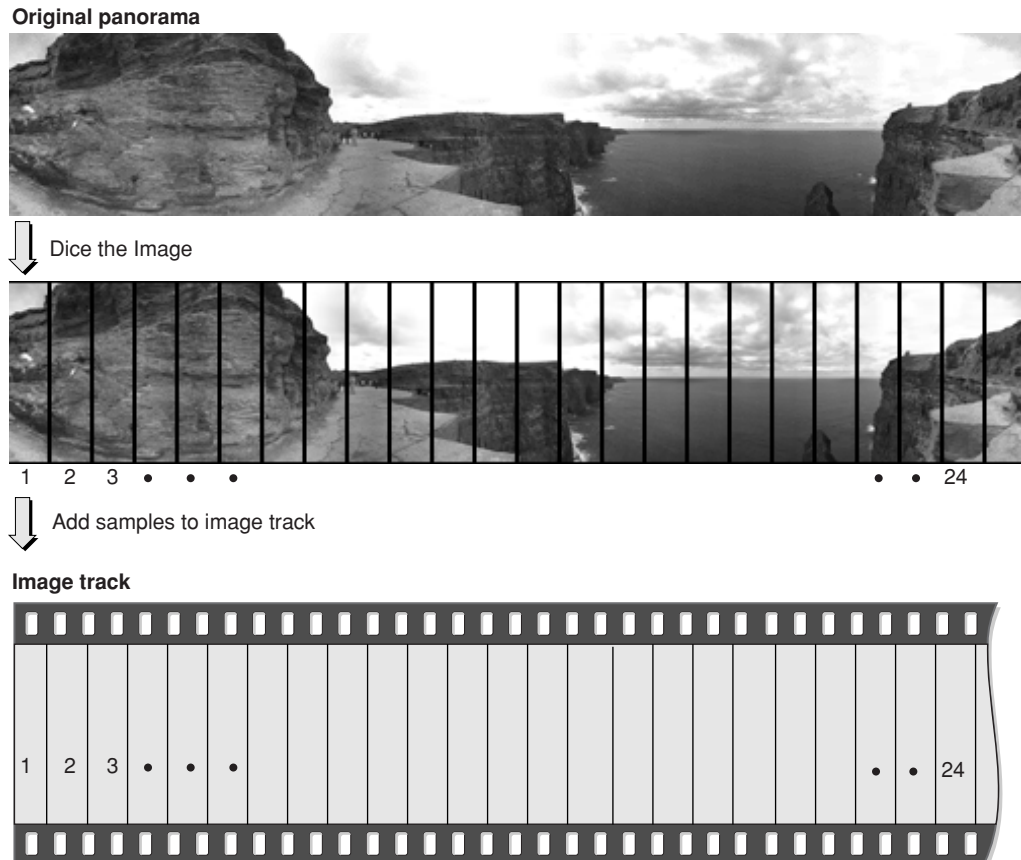 Original panorama
Dice the Image
1 2 3 • • • • • 24
Add samples to image track
Image track
1 2 3 • • • • • 24